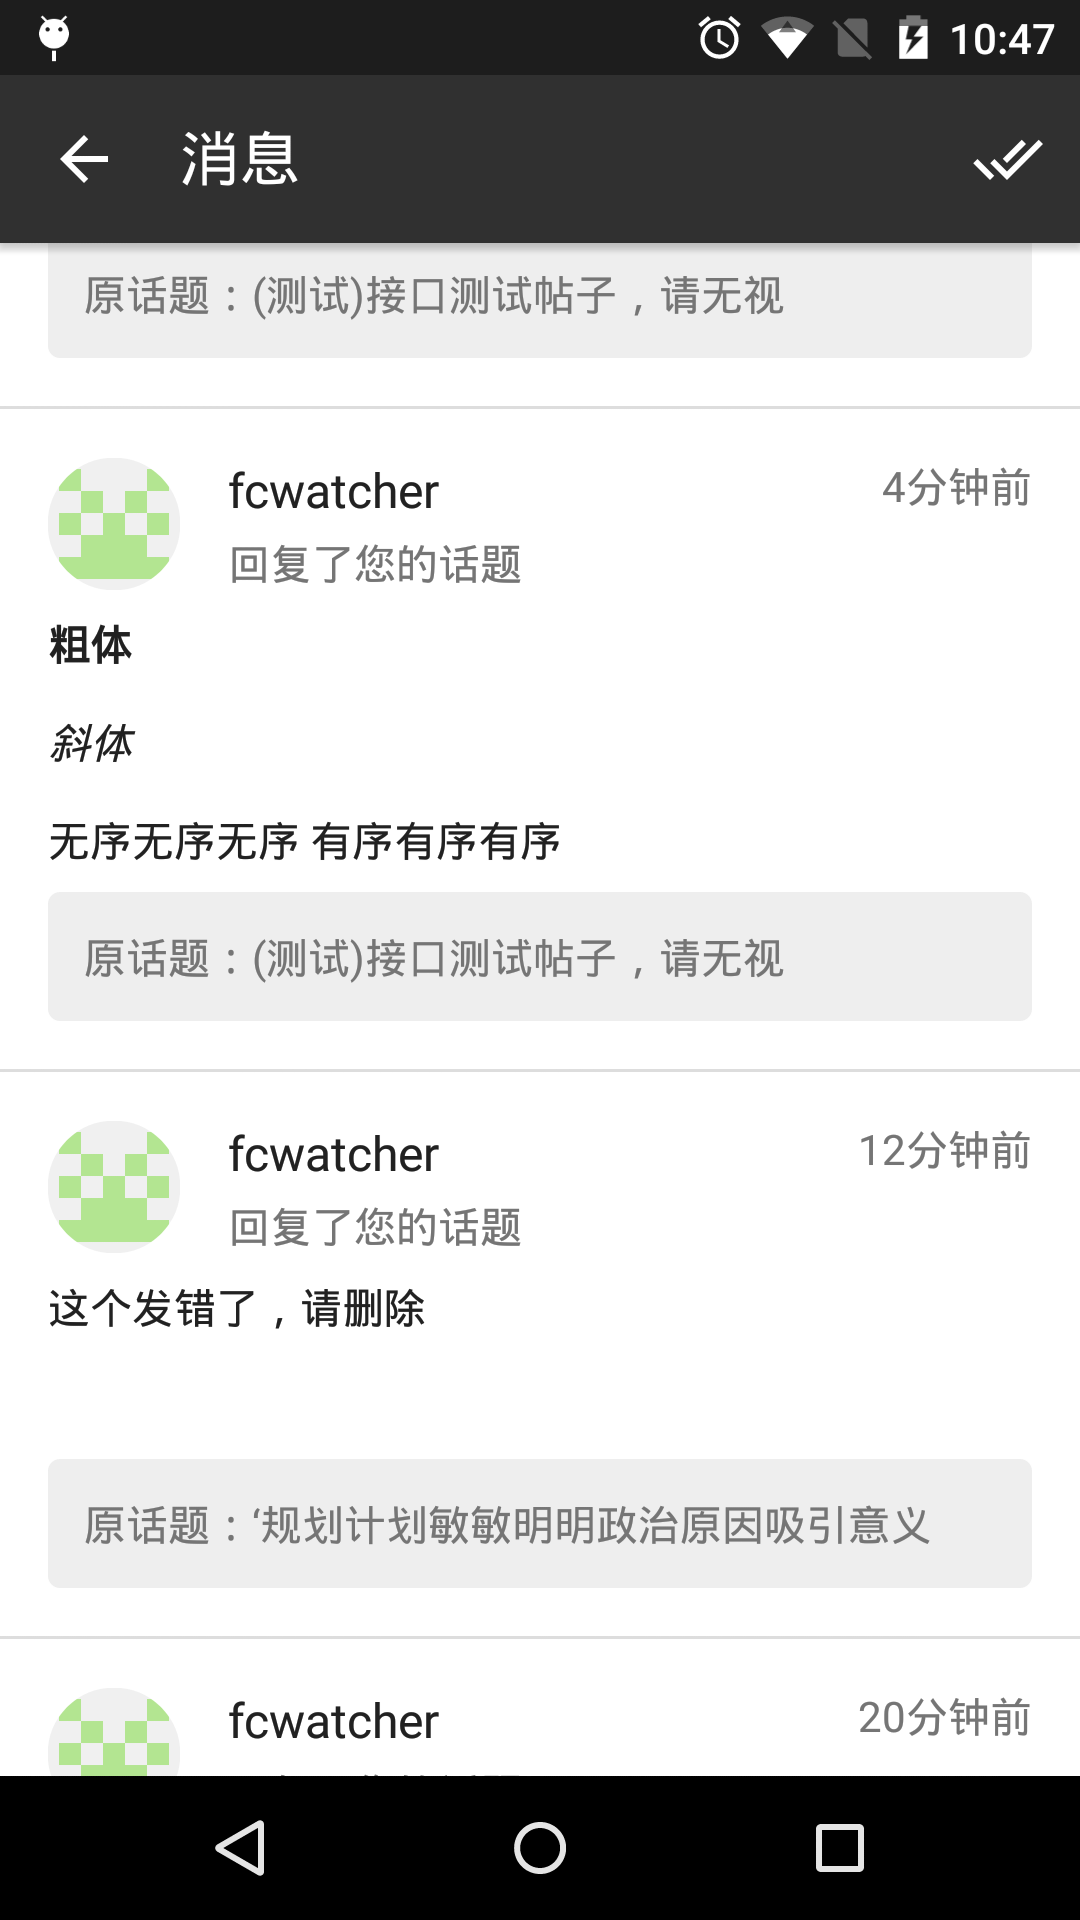 10:47
消息
原话题：(测试)接口测试帖子，请无视
fcwatcher
4分钟前
回复了您的话题
粗体
斜体
无序无序无序 有序有序有序
原话题：(测试)接口测试帖子，请无视
fcwatcher
12分钟前
回复了您的话题
这个发错了，请删除
原话题：‘规划计划敏敏明明政治原因吸引意义
fcwatcher
20分钟前